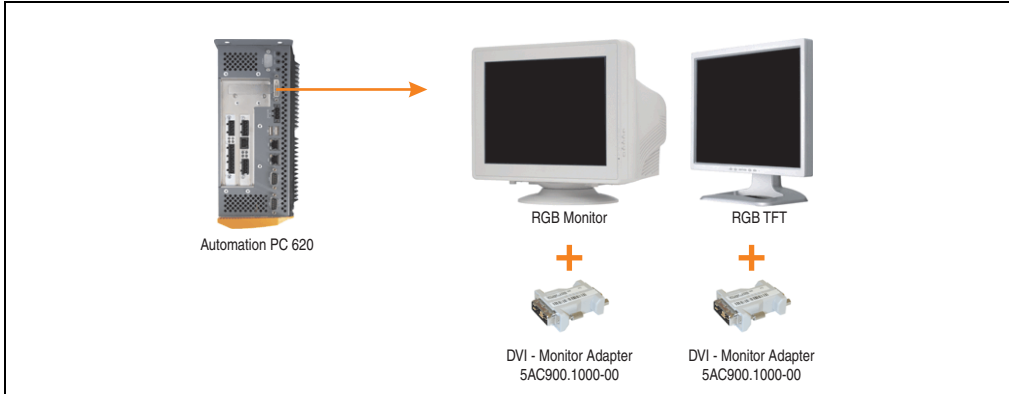 RGB Monitor
RGB TFT
Automation PC 620
DVI - Monitor Adapter
5AC900.1000-00
DVI - Monitor Adapter
5AC900.1000-00